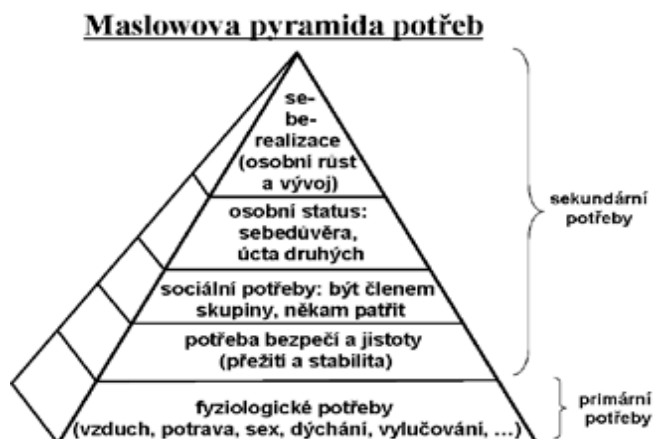 Maslowova pyramida potřeb
se-
be-
realizace
(osobní růst
a vývoj)
osobní status:
sebedůvěra,
úcta druhých
sociální potřeby: být členem
skupiny, někam patřit
potřeba bezpečí a jistoty
(přežití a stabilita)
fyziologické potřeby
(vzduch, potrava, sex, dýchání, vylučování, ...)
sekundární
potřeby
primární
potřeby